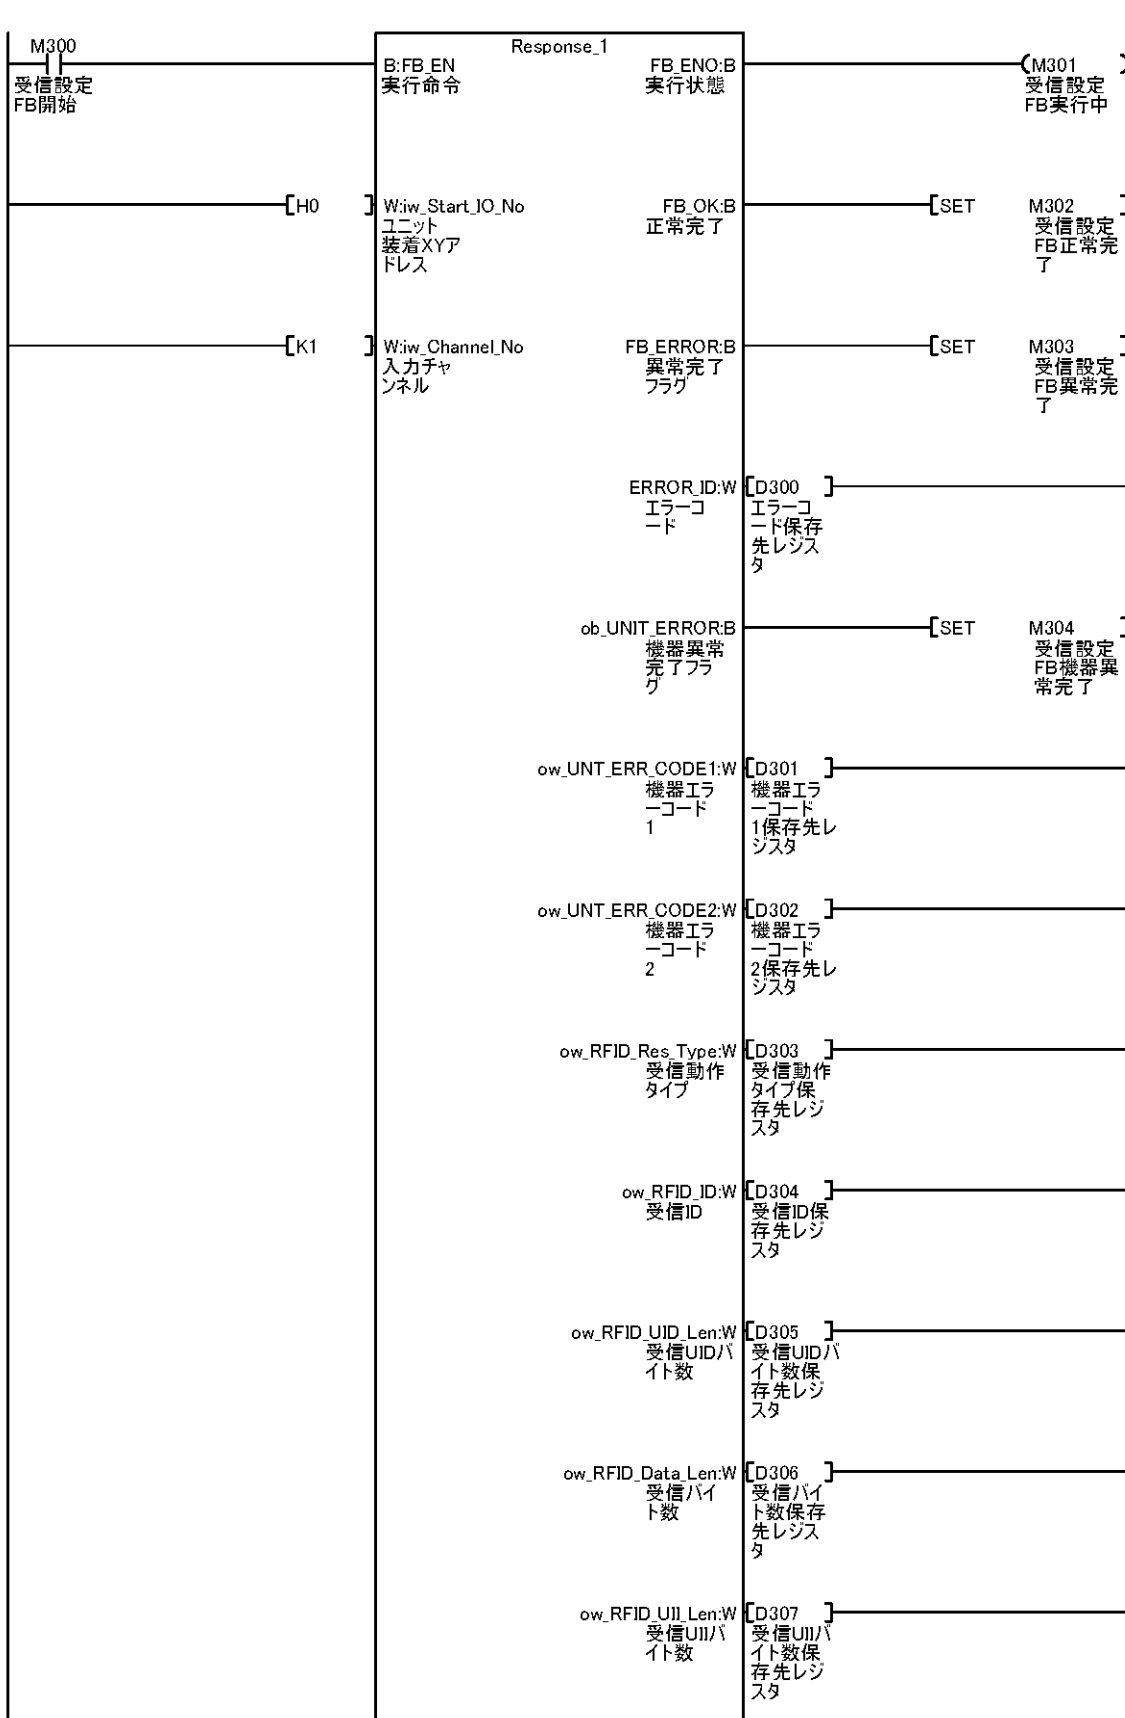 Response_1
M300
受信設定
FB開始
B:FB_EN
実行命令
FB_ENO:B
実行状態
M301
受信設定
FB実行中
H0
W:iw_Start_IO_No
ユニット
装着XYア
ドレス
FB_OK:B
正常完了
SET M302
受信設定
FB正常完
了
K1
W:iw_Channel_No
入力チャ
ンネル
FB_ERROR:B
異常完了
フラグ
SET M303
受信設定
FB異常完
了
ERROR_ID:W
エラーコ
ード
D300
エラーコ
ード保存
先レジス
タ
ob_UNIT_ERROR:B
機器異常
完了フラ
グ
SET M304
受信設定
FB機器異
常完了
ow_UNT_ERR_CODE1:W
機器エラ
ーコード
1
D301
機器エラ
ーコード
1保存先レ
ジスタ
ow_UNT_ERR_CODE2:W
機器エラ
ーコード
2
D302
機器エラ
ーコード
2保存先レ
ジスタ
ow_RFID_Res_Type:W
受信動作
タイプ
D303
受信動作
タイプ保
存先レジ
スタ
ow_RFID_ID:W
受信ID
D304
受信ID保
存先レジ
スタ
ow_RFID_UID_Len:W
受信UIDバ
イト数
D305
受信UIDバ
イト数保
存先レジ
スタ
ow_RFID_Data_Len:W
受信バイ
ト数
D306
受信バイ
ト数保存
先レジス
タ
ow_RFID_UII_Len:W
受信UIIバ
イト数
D307
受信UIIバ
イト数保
存先レジ
スタ